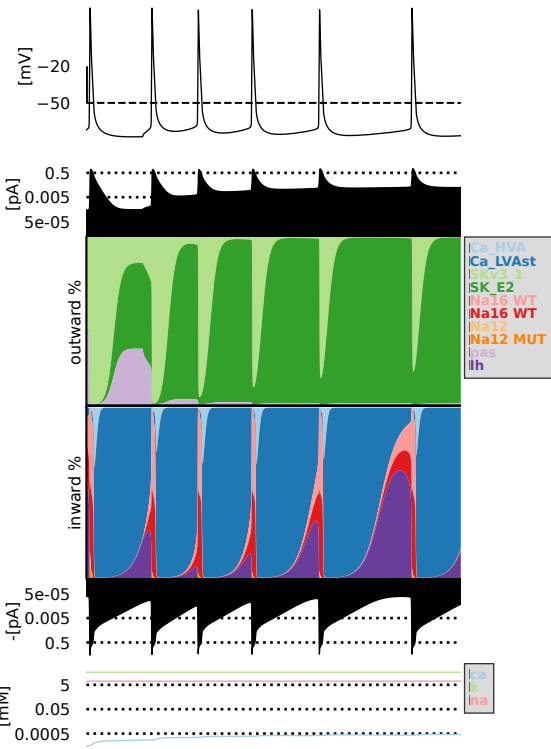 [mV]
−20
−50
[pA]
0.5
0.005
5e-05
outward %
Ca_HVA
Ca_LVAst
SKv3_1
SK_E2
Na16 WT
Na16 WT
Na12
Na12 MUT
pas
Ih
inward %
-[pA]
5e-05
0.005
0.5
[mM]
5
0.05
0.0005
ca
k
na